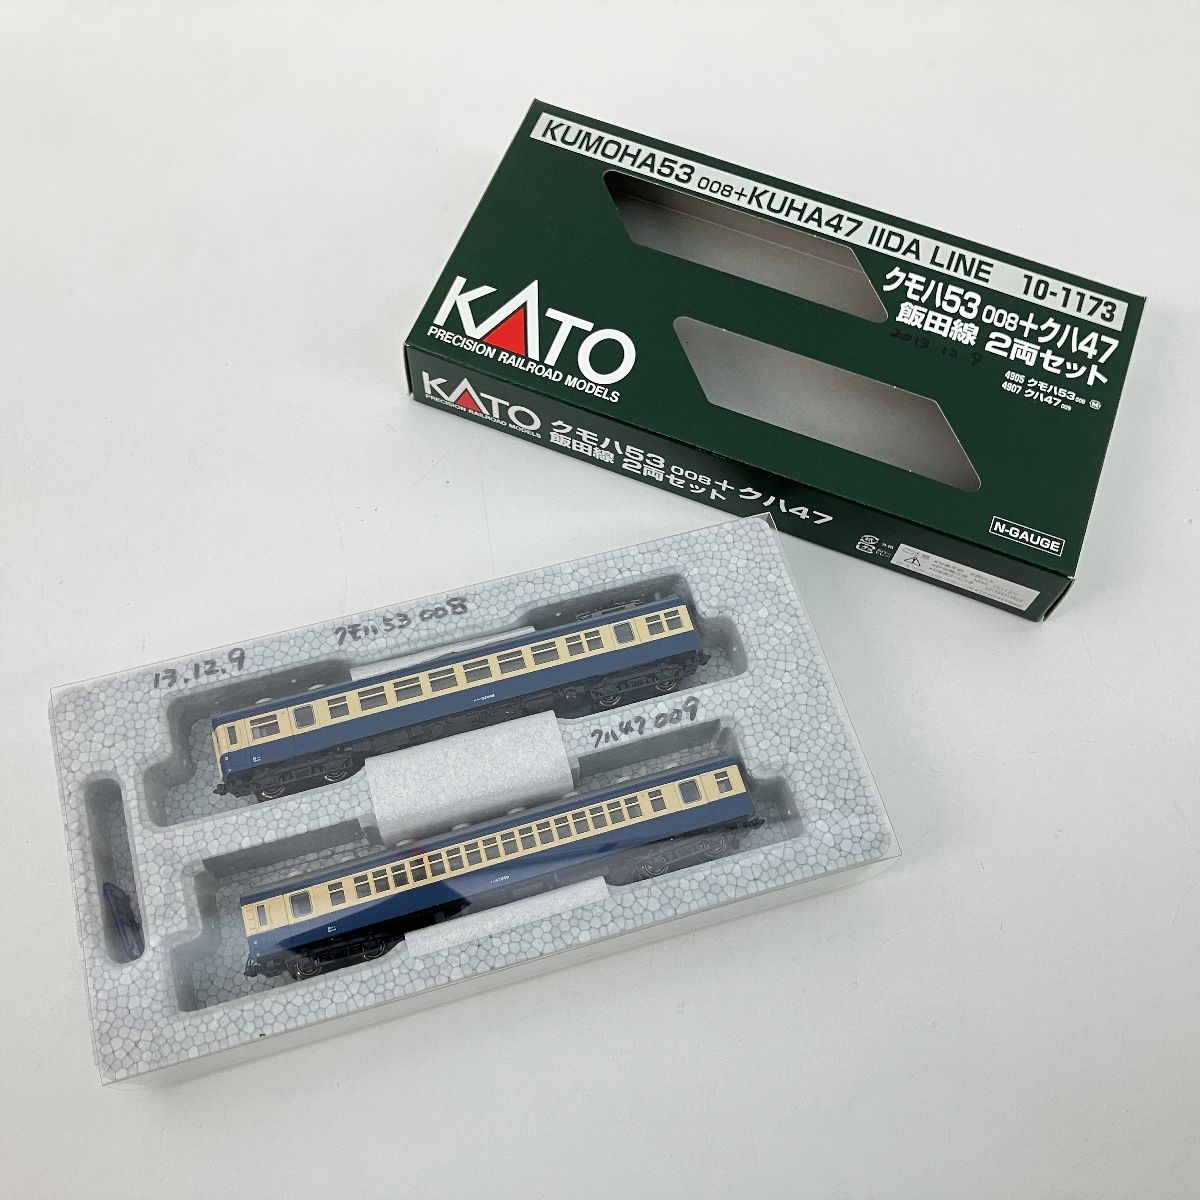 KUMOHA53 008+KUHA47 IIDA LINE 10-1173
クモハ53 008+クハ47
飯田線 2両セット
2013.12.9
4905 クモハ53 008 M
4907 クハ47 009
KATO
PRECISION RAILROAD MODELS
N-GAUGE
KATO
PRECISION RAILROAD MODELS
クモハ53 008+クハ47
飯田線 2両セット
ご注意
13.12.9
クモハ53 008
クハ47 009